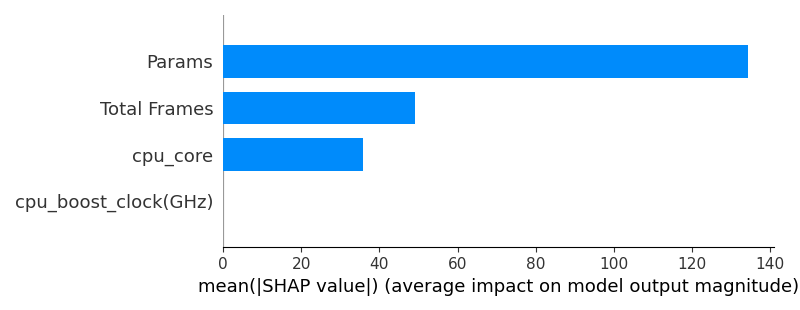 Params
Total Frames
cpu_core
cpu_boost_clock(GHz)
0 20 40 60 80 100 120 140
mean(|SHAP value|) (average impact on model output magnitude)